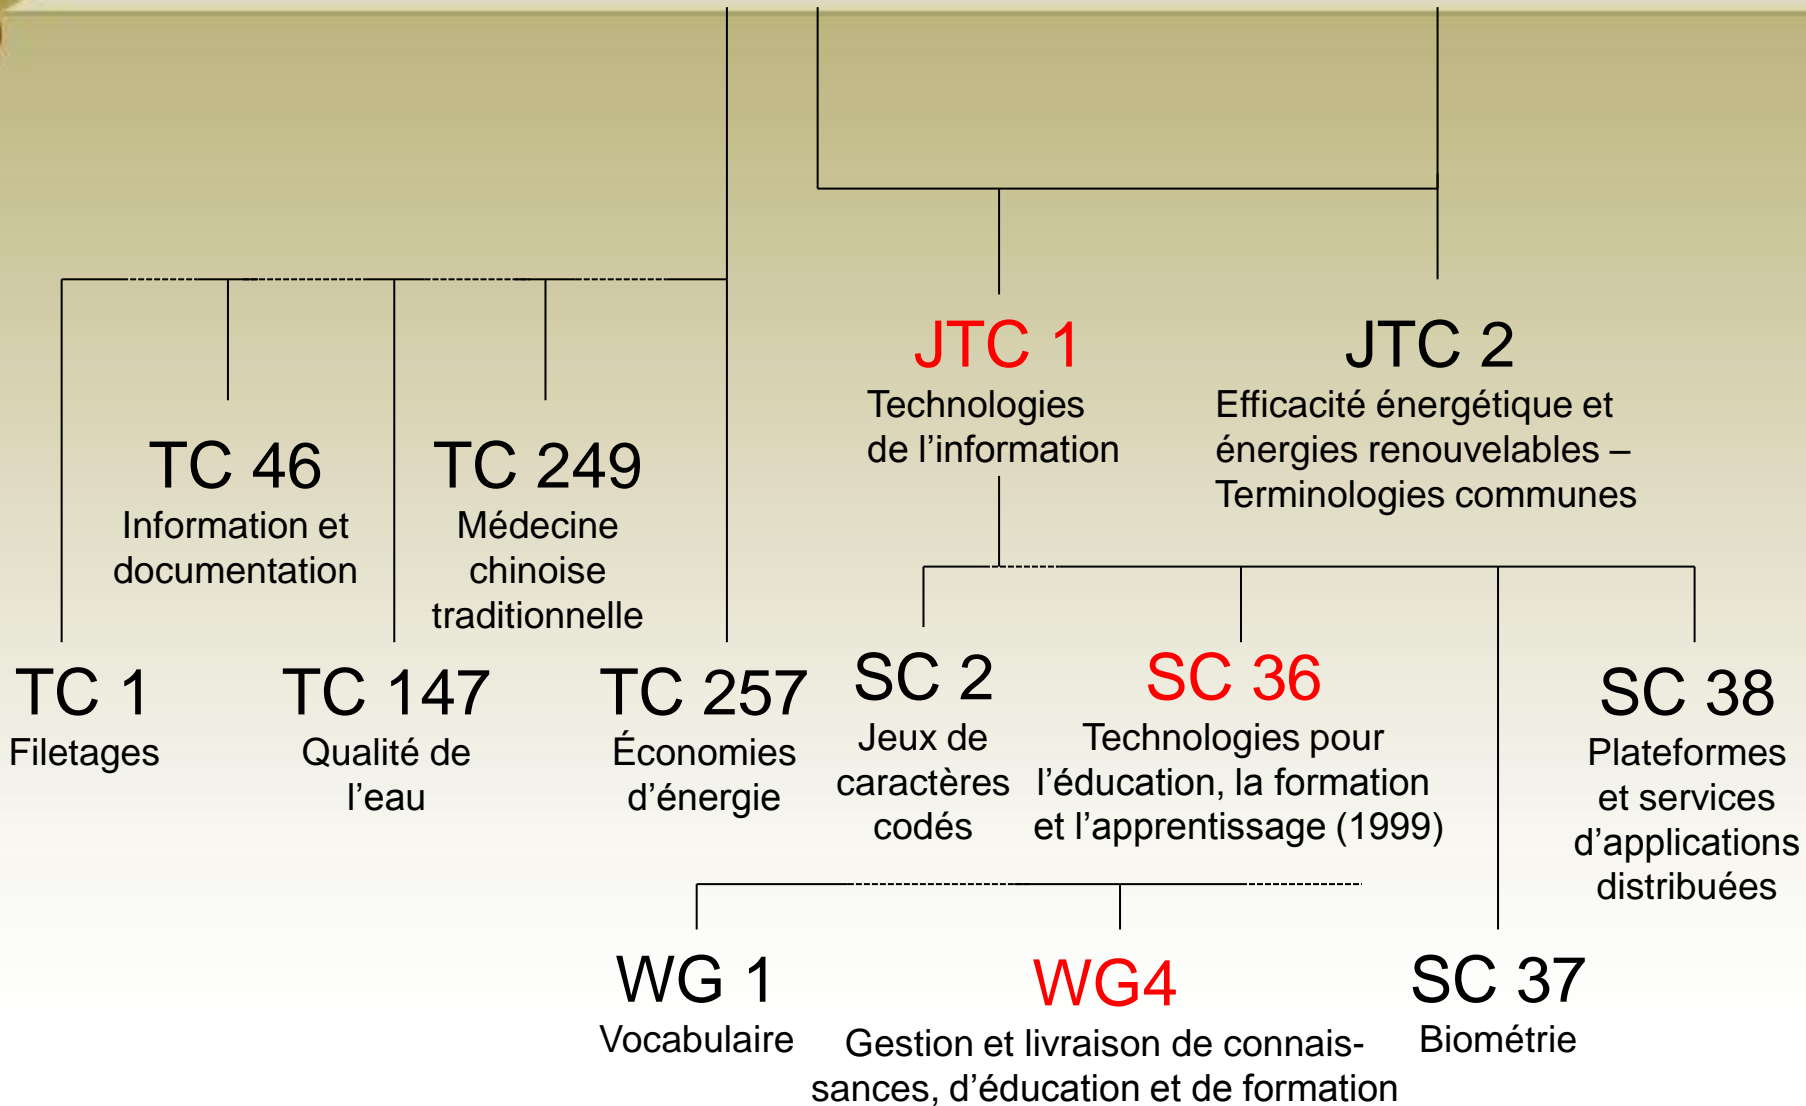 JTC 1
Technologies
de l’information
JTC 2
Efficacité énergétique et
énergies renouvelables –
Terminologies communes
TC 46
Information et
documentation
TC 249
Médecine
chinoise
traditionnelle
TC 1
Filetages
TC 147
Qualité de
l’eau
TC 257
Économies
d’énergie
SC 2
Jeux de
caractères
codés
SC 36
Technologies pour
l’éducation, la formation
et l’apprentissage (1999)
SC 38
Plateformes
et services
d’applications
distribuées
WG 1
Vocabulaire
WG4
Gestion et livraison de connais-
sances, d’éducation et de formation
SC 37
Biométrie